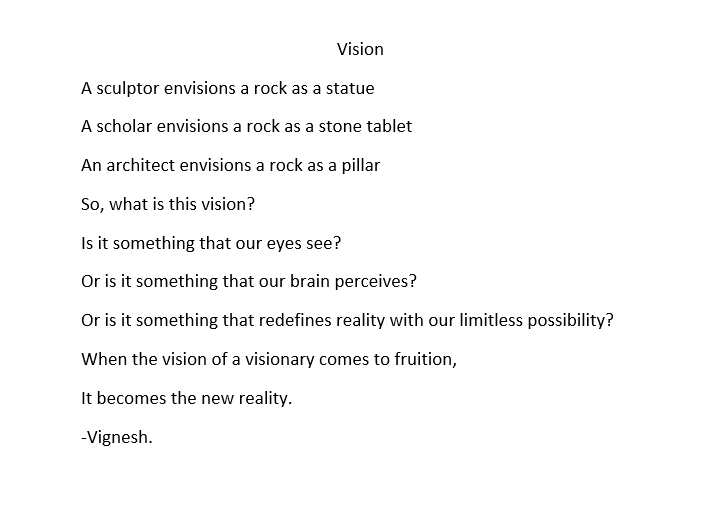 Vision
A sculptor envisions a rock as a statue
A scholar envisions a rock as a stone tablet
An architect envisions a rock as a pillar
So, what is this vision?
Is it something that our eyes see?
Or is it something that our brain perceives?
Or is it something that redefines reality with our limitless possibility?
When the vision of a visionary comes to fruition,
It becomes the new reality.
-Vignesh.